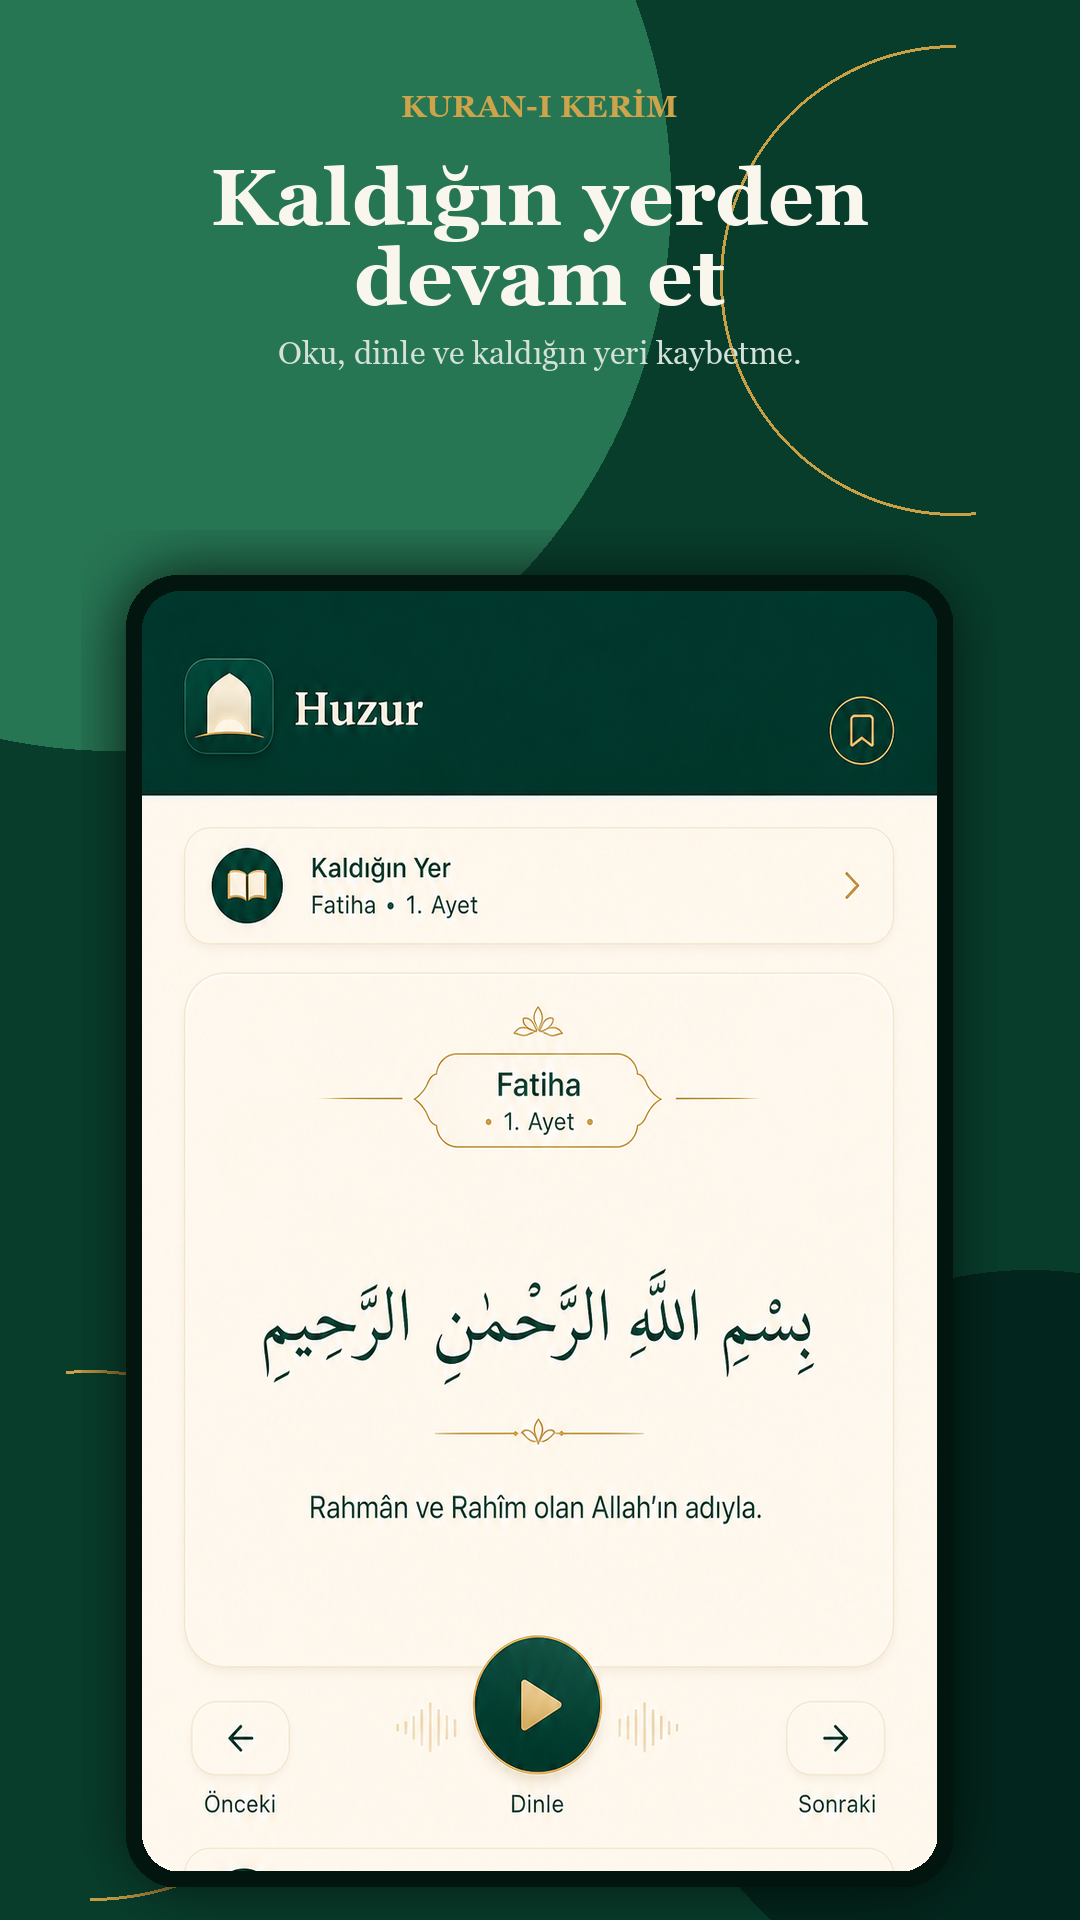 KURAN-I KERİM
Kaldığın yerden
devam et
Oku, dinle ve kaldığın yeri kaybetme.
Huzur
Kaldığın Yer
Fatiha • 1. Ayet
Fatiha
• 1. Ayet •
بِسْمِ اللَّهِ الرَّحْمٰنِ الرَّحِيمِ
Rahmân ve Rahîm olan Allah’ın adıyla.
Önceki
Dinle
Sonraki